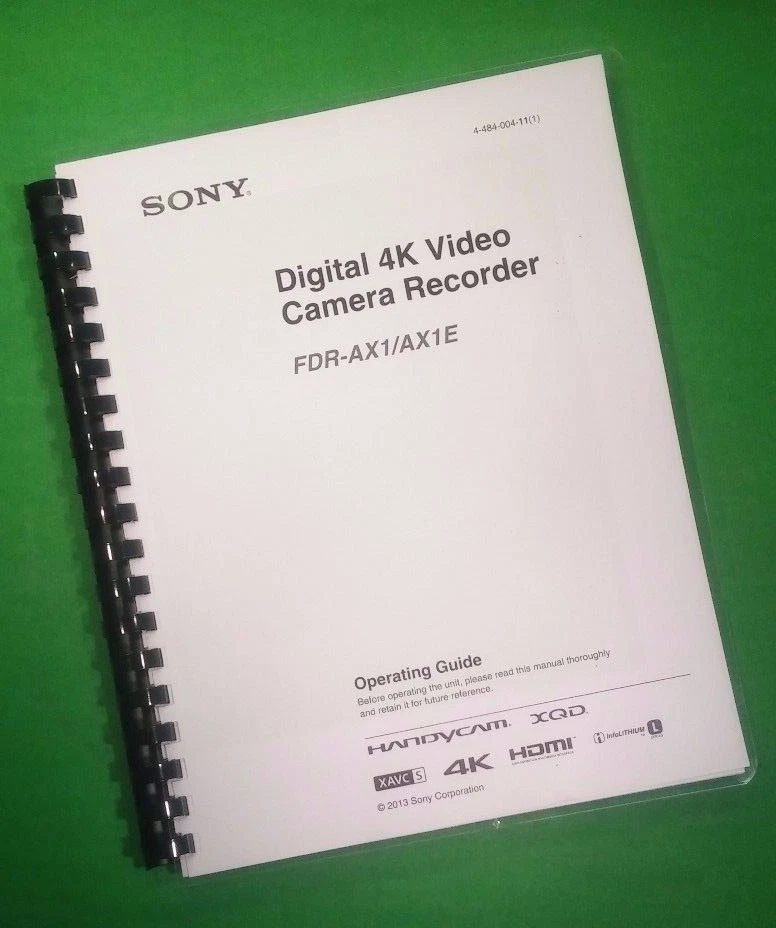 4-484-004-11(1)
SONY®
Digital 4K Video
Camera Recorder
FDR-AX1/AX1E
Operating Guide
Before operating the unit, please read this manual thoroughly
and retain it for future reference.
HANDYCAM® XQD™
XAVC S 4K HDMI InfoLITHIUM L
© 2013 Sony Corporation